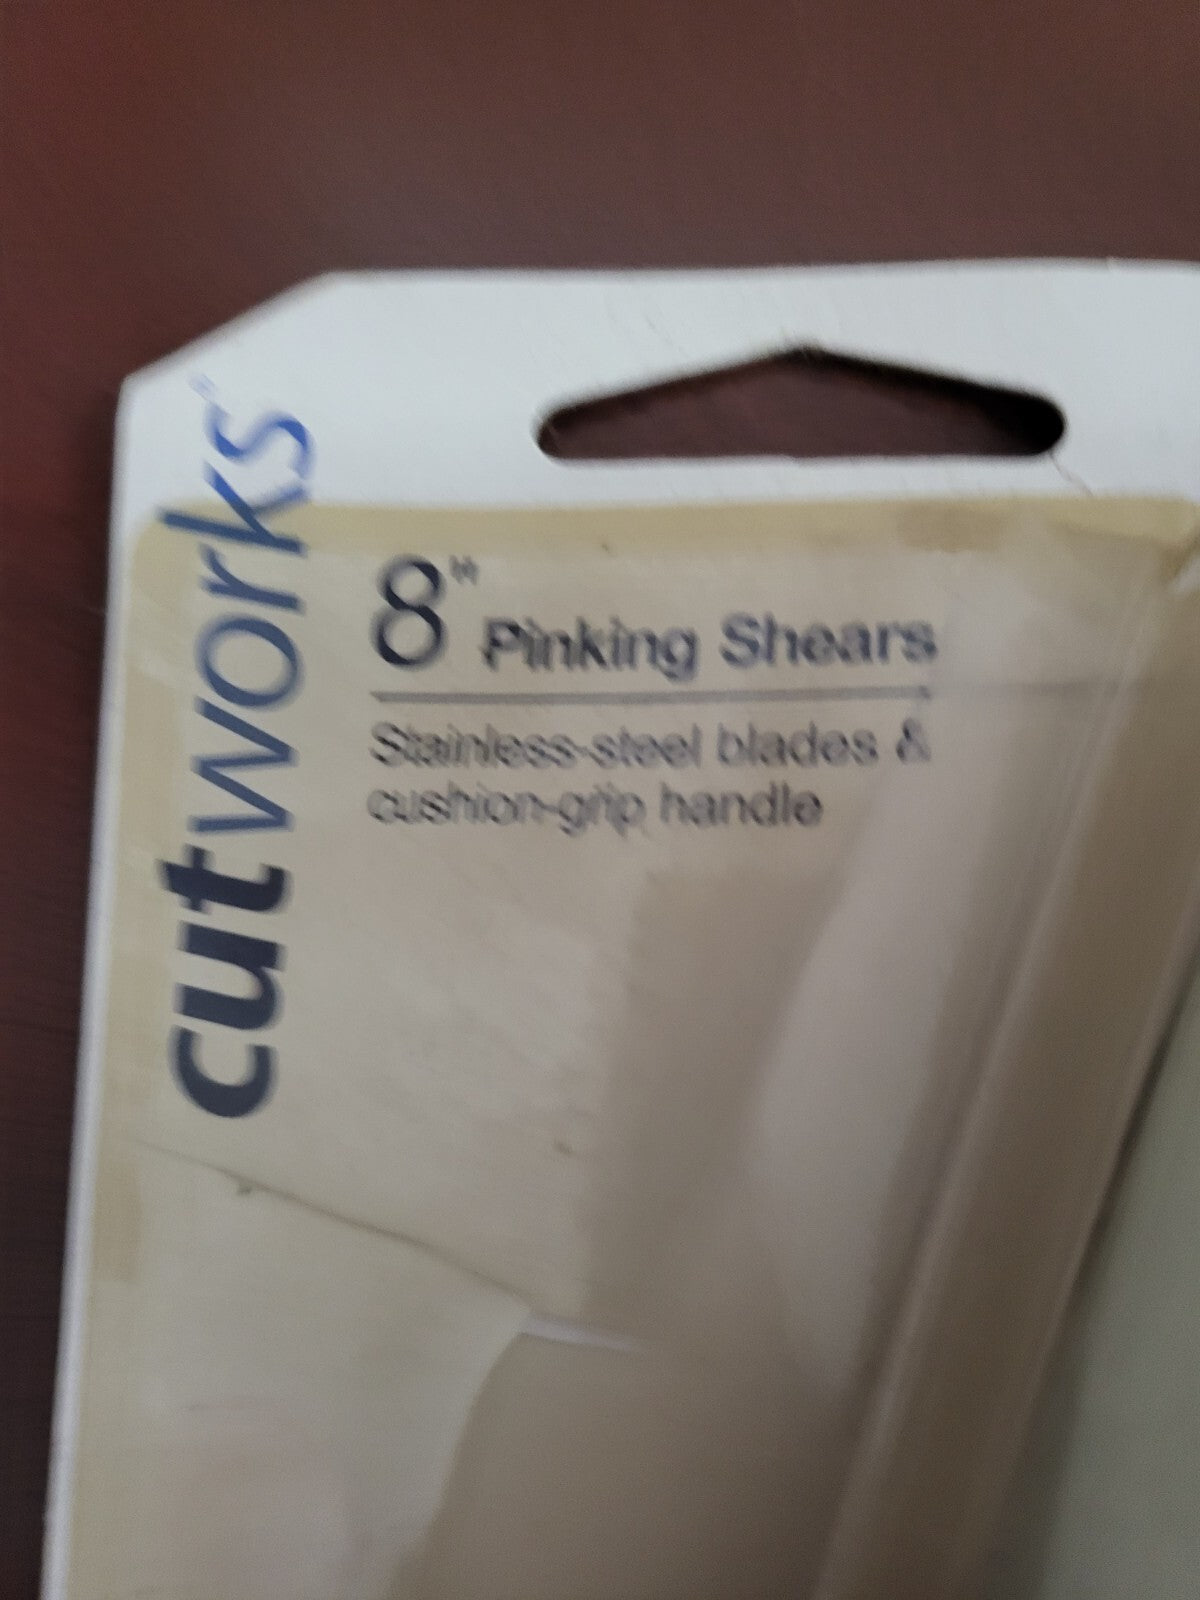 cutworks
8" Pinking Shears
Stainless-steel blades &
cushion-grip handle